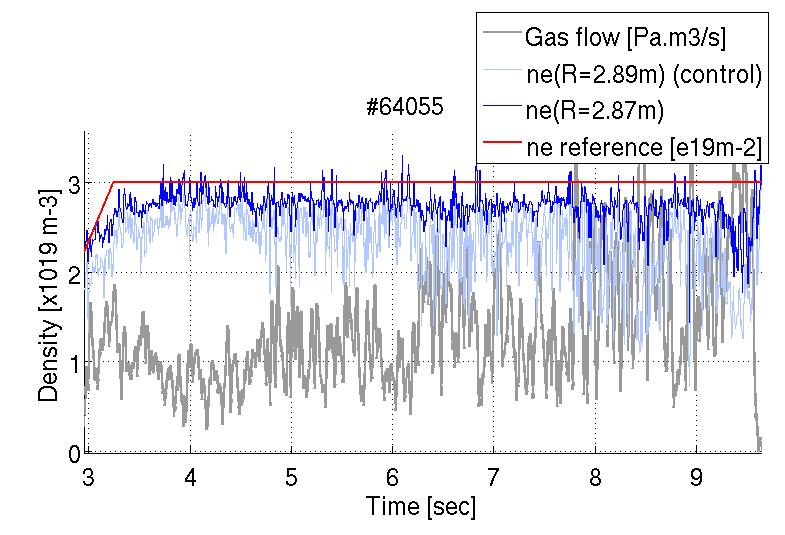 Gas flow [Pa.m3/s]
ne(R=2.89m) (control)
ne(R=2.87m)
ne reference [e19m-2]
#64055
Density [x1019 m-3]
3
2
1
0
3 4 5 6 7 8 9
Time [sec]